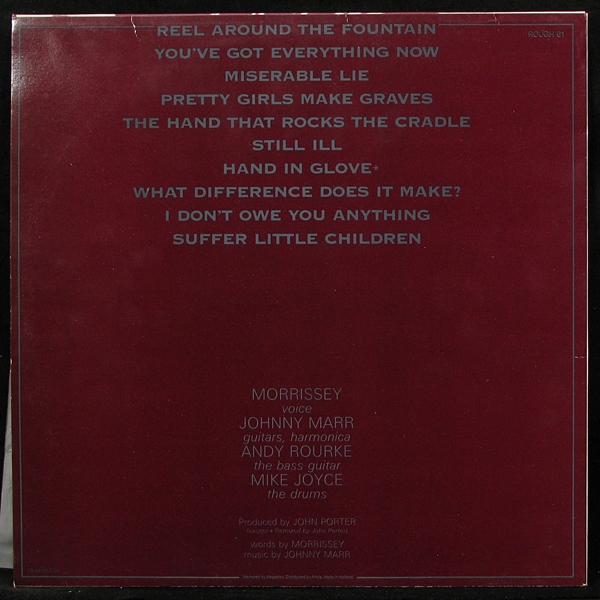 REEL AROUND THE FOUNTAIN
ROUGH 61
YOU'VE GOT EVERYTHING NOW
MISERABLE LIE
PRETTY GIRLS MAKE GRAVES
THE HAND THAT ROCKS THE CRADLE
STILL ILL
HAND IN GLOVE+
WHAT DIFFERENCE DOES IT MAKE?
I DON'T OWE YOU ANYTHING
SUFFER LITTLE CHILDREN
MORRISSEY
voice
JOHNNY MARR
guitars, harmonica
ANDY ROURKE
the bass guitar
MIKE JOYCE
the drums
Produced by JOHN PORTER
by John Porter
words by MORRISSEY
music by JOHNNY MARR